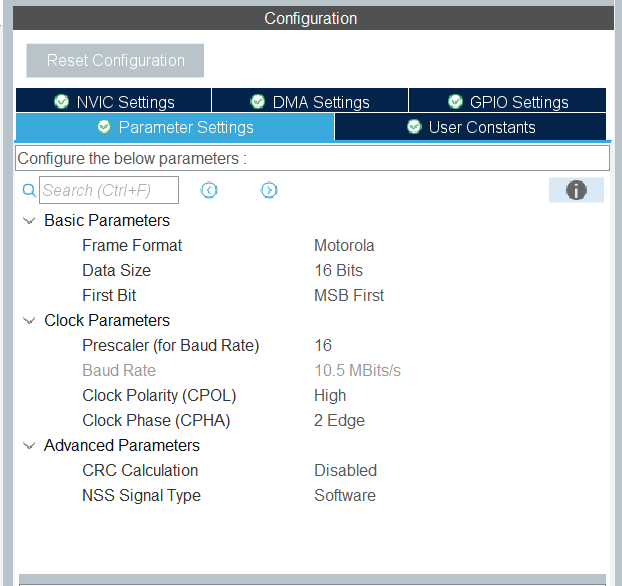 Configuration
Reset Configuration
NVIC Settings DMA Settings GPIO Settings
Parameter Settings User Constants
Configure the below parameters :
Search (Ctrl+F)
Basic Parameters
Frame Format Motorola
Data Size 16 Bits
First Bit MSB First
Clock Parameters
Prescaler (for Baud Rate) 16
Baud Rate 10.5 MBits/s
Clock Polarity (CPOL) High
Clock Phase (CPHA) 2 Edge
Advanced Parameters
CRC Calculation Disabled
NSS Signal Type Software